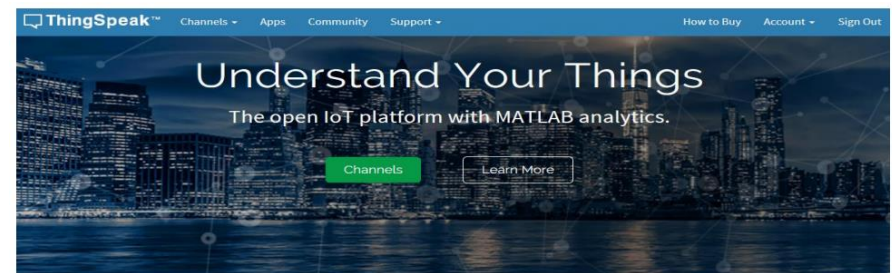 ThingSpeak™ Channels Apps Community Support How to Buy Account Sign Out
Understand Your Things
The open IoT platform with MATLAB analytics.
Channels Learn More